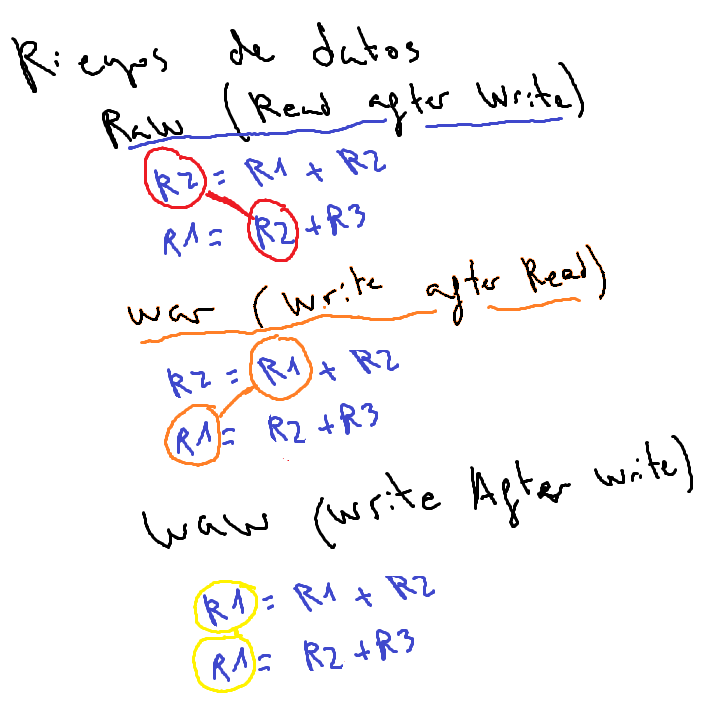 Riegos de datos
Raw (Read after Write)
R2 = R1 + R2
R1 = R2 + R3
war (Write after Read)
R2 = R1 + R2
R1 = R2 + R3
waw (write After write)
R1 = R1 + R2
R1 = R2 + R3